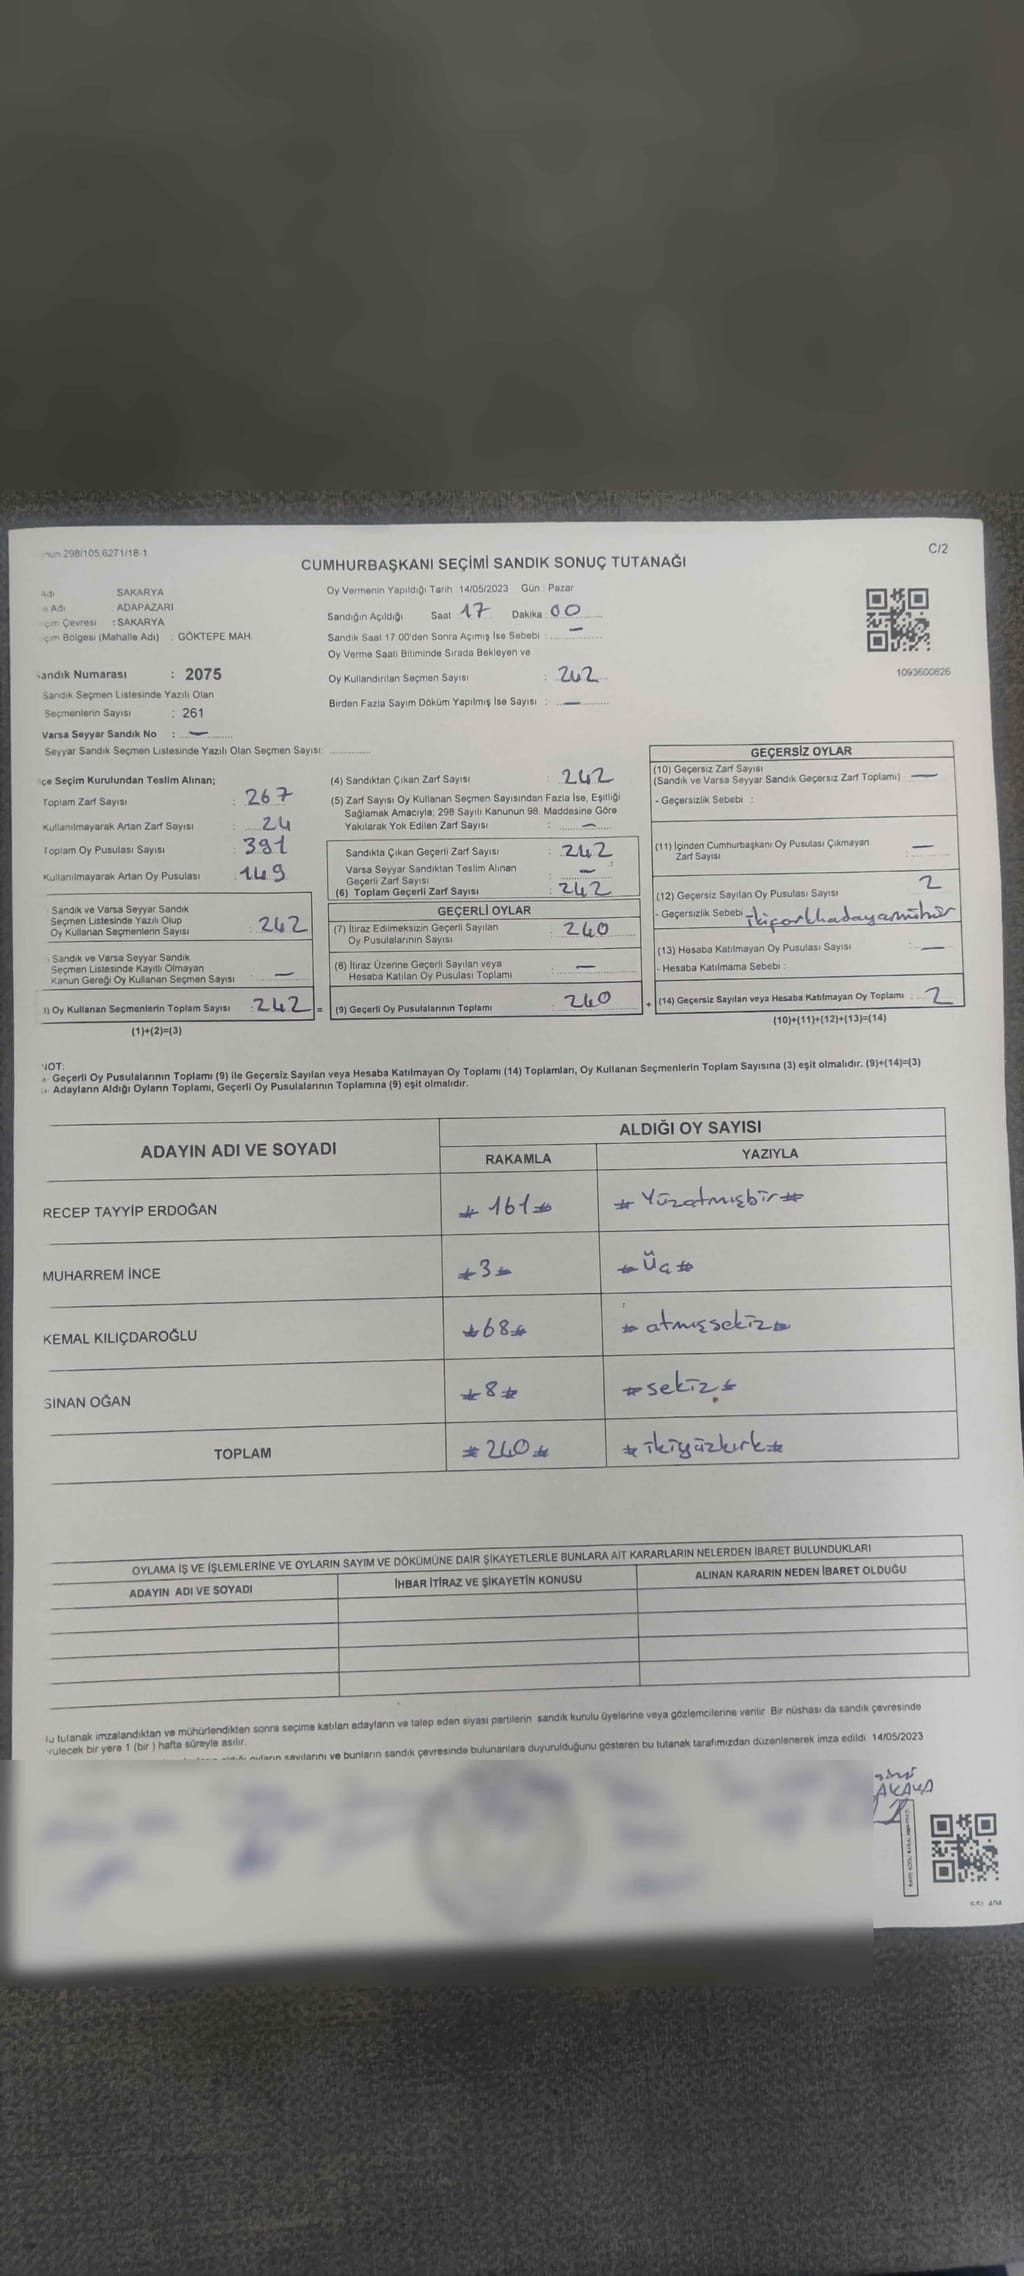 298/105,6271/18-1
C/2
CUMHURBAŞKANI SEÇİMİ SANDIK SONUÇ TUTANAĞI
Adı SAKARYA
Adı ADAPAZARI
Çevresi : SAKARYA
Bölgesi (Mahalle Adı) : GÖKTEPE MAH.
Sandık Numarası : 2075
Sandık Seçmen Listesinde Yazılı Olan
Seçmenlerin Sayısı : 261
Varsa Seyyar Sandık No : —
Seyyar Sandık Seçmen Listesinde Yazılı Olan Seçmen Sayısı:
Oy Vermenin Yapıldığı Tarih 14/05/2023 Gün : Pazar
Sandığın Açıldığı Saat 17 Dakika : 00
Sandık Saat 17.00'den Sonra Açımış İse Sebebi : —
Oy Verme Saati Bitiminde Sırada Bekleyen ve
Oy Kullandırılan Seçmen Sayısı : 242
Birden Fazla Sayım Döküm Yapılmış İse Sayısı : —
1093600826
Seçim Kurulundan Teslim Alınan;
Toplam Zarf Sayısı : 267
Kullanılmayarak Artan Zarf Sayısı : 24
Toplam Oy Pusulası Sayısı : 391
Kullanılmayarak Artan Oy Pusulası : 149
Sandık ve Varsa Seyyar Sandık
Seçmen Listesinde Yazılı Olup
Oy Kullanan Seçmenlerin Sayısı : 242
Sandık ve Varsa Seyyar Sandık
Seçmen Listesinde Kayıtlı Olmayan
Kanun Gereği Oy Kullanan Seçmen Sayısı : —
Oy Kullanan Seçmenlerin Toplam Sayısı : 242 =
(1)+(2)=(3)
(4) Sandıktan Çıkan Zarf Sayısı : 242
(5) Zarf Sayısı Oy Kullanan Seçmen Sayısından Fazla İse, Eşitliği
Sağlamak Amacıyla; 298 Sayılı Kanunun 98. Maddesine Göre
Yakılarak Yok Edilen Zarf Sayısı : —
Sandıkta Çıkan Geçerli Zarf Sayısı : 242
Varsa Seyyar Sandıktan Teslim Alınan
Geçerli Zarf Sayısı : —
(6) Toplam Geçerli Zarf Sayısı : 242
GEÇERLİ OYLAR
(7) İtiraz Edilmeksizin Geçerli Sayılan
Oy Pusulalarının Sayısı : 240
(8) İtiraz Üzerine Geçerli Sayılan veya
Hesaba Katılan Oy Pusulası Toplamı : —
(9) Geçerli Oy Pusulalarının Toplamı : 240 +
GEÇERSİZ OYLAR
(10) Geçersiz Zarf Sayısı
(Sandık ve Varsa Seyyar Sandık Geçersiz Zarf Toplamı) : —
- Geçersizlik Sebebi :
(11) İçinden Cumhurbaşkanı Oy Pusulası Çıkmayan
Zarf Sayısı : —
(12) Geçersiz Sayılan Oy Pusulası Sayısı 2
- Geçersizlik Sebebi
(13) Hesaba Katılmayan Oy Pusulası Sayısı : —
- Hesaba Katılmama Sebebi :
(14) Geçersiz Sayılan veya Hesaba Katılmayan Oy Toplamı : 2
(10)+(11)+(12)+(13)=(14)
NOT:
Geçerli Oy Pusulalarının Toplamı (9) ile Geçersiz Sayılan veya Hesaba Katılmayan Oy Toplamı (14) Toplamları, Oy Kullanan Seçmenlerin Toplam Sayısına (3) eşit olmalıdır. (9)+(14)=(3)
Adayların Aldığı Oyların Toplamı, Geçerli Oy Pusulalarının Toplamına (9) eşit olmalıdır.
ADAYIN ADI VE SOYADI
ALDIĞI OY SAYISI
RAKAMLA YAZIYLA
RECEP TAYYİP ERDOĞAN # 161 # # Yüzatmışbir #
MUHARREM İNCE # 3 # # Üç #
KEMAL KILIÇDAROĞLU # 68 # # atmışsekiz #
SİNAN OĞAN # 8 # # sekiz #
TOPLAM # 240 # # ikiyüzkırk #
OYLAMA İŞ VE İŞLEMLERİNE VE OYLARIN SAYIM VE DÖKÜMÜNE DAİR ŞİKAYETLERLE BUNLARA AİT KARARLARIN NELERDEN İBARET BULUNDUKLARI
ADAYIN ADI VE SOYADI İHBAR İTİRAZ VE ŞİKAYETİN KONUSU ALINAN KARARIN NEDEN İBARET OLDUĞU
tutanak imzalandıktan ve mühürlendikten sonra seçime katılan adayların ve talep eden siyasi partilerin sandık kurulu üyelerine veya gözlemcilerine verilir. Bir nüshası da sandık çevresinde
bir yere 1 (bir) hafta süreyle asılır.
oyların sayılarını ve bunların sandık çevresinde bulunanlara duyurulduğunu gösteren bu tutanak tarafımızdan düzenlenerek imza edildi. 14/05/2023